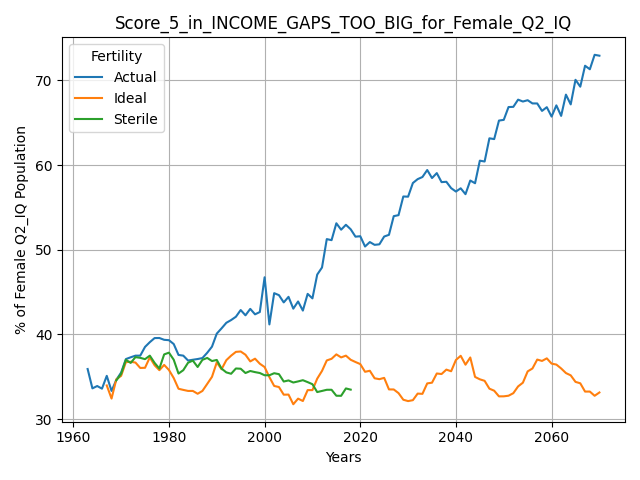 Score_5_in_INCOME_GAPS_TOO_BIG_for_Female_Q2_IQ
Fertility
Actual
Ideal
Sterile
% of Female Q2_IQ Population
70
60
50
40
30
1960 1980 2000 2020 2040 2060
Years